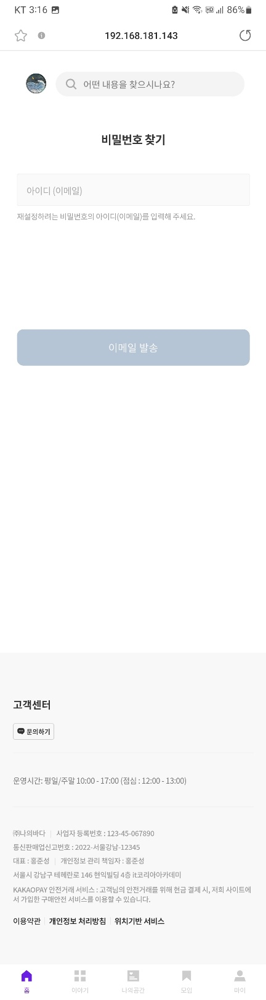 KT 3:16 HD 86%
192.168.181.143
어떤 내용을 찾으시나요?
비밀번호 찾기
아이디 (이메일)
재설정하려는 비밀번호의 아이디(이메일)를 입력해 주세요.
이메일 발송
고객센터
문의하기
운영시간: 평일/주말 10:00 - 17:00 (점심 : 12:00 - 13:00)
㈜나의바다 | 사업자 등록번호 : 123-45-067890
통신판매업신고번호 : 2022-서울강남-12345
대표 : 홍준성 | 개인정보 관리 책임자 : 홍준성
서울시 강남구 테헤란로 146 현익빌딩 4층 it코리아아카데미
KAKAOPAY 안전거래 서비스 : 고객님의 안전거래를 위해 현금 결제 시, 저희 사이트에
서 가입한 구매안전 서비스를 이용할 수 있습니다.
이용약관 | 개인정보 처리방침 | 위치기반 서비스
홈 이야기 나의공간 모임 마이